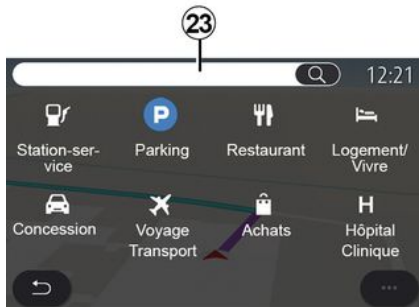 23
12:21
P
Station-ser-
vice
Parking
Restaurant
Logement/
Vivre
H
Concession
Voyage
Transport
Achats
Hôpital
Clinique